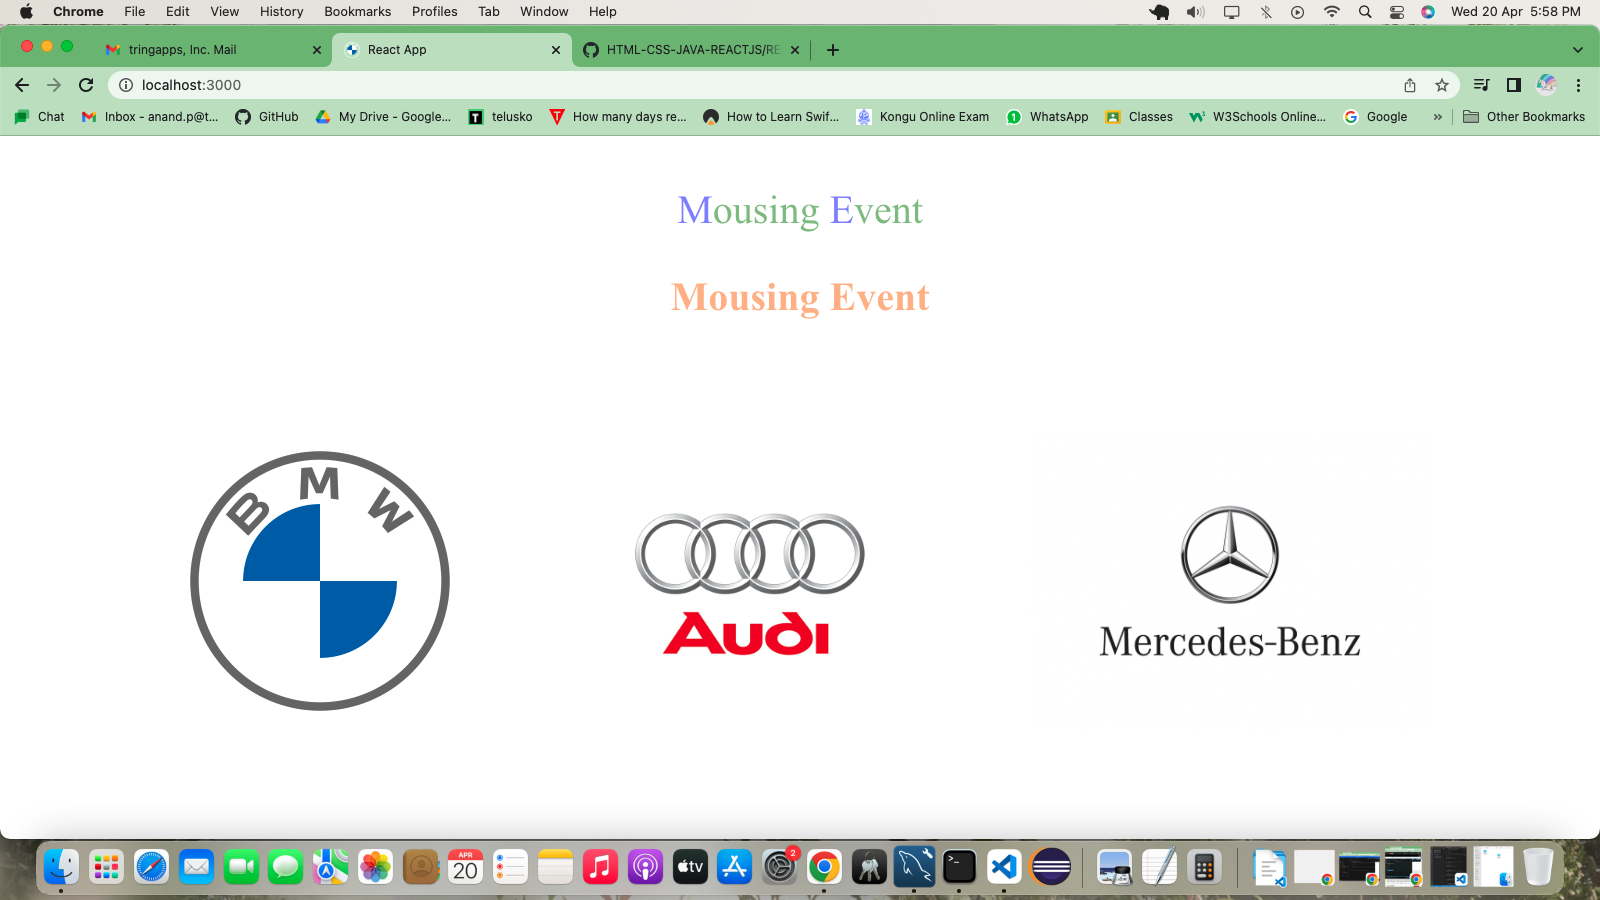 Chrome File Edit View History Bookmarks Profiles Tab Window Help Wed 20 Apr 5:58 PM
tringapps, Inc. Mail React App HTML-CSS-JAVA-REACTJS/RE
localhost:3000
Chat Inbox - anand.p@t... GitHub My Drive - Google... telusko How many days re... How to Learn Swif... Kongu Online Exam WhatsApp Classes W3Schools Online... Google » Other Bookmarks
Mousing Event
Mousing Event
BMW
Audi
Mercedes-Benz
APR
20
tv
2